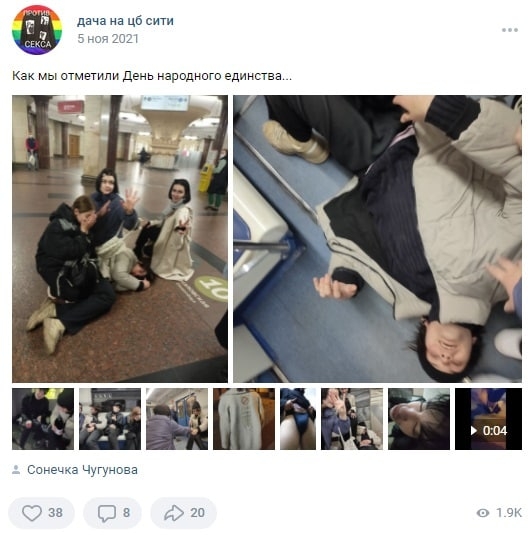 ПРОТИВ
СЕКСА
дача на цб сити
5 ноя 2021
Как мы отметили День народного единства...
10
0:04
Сонечка Чугунова
38
8
20
1.9K